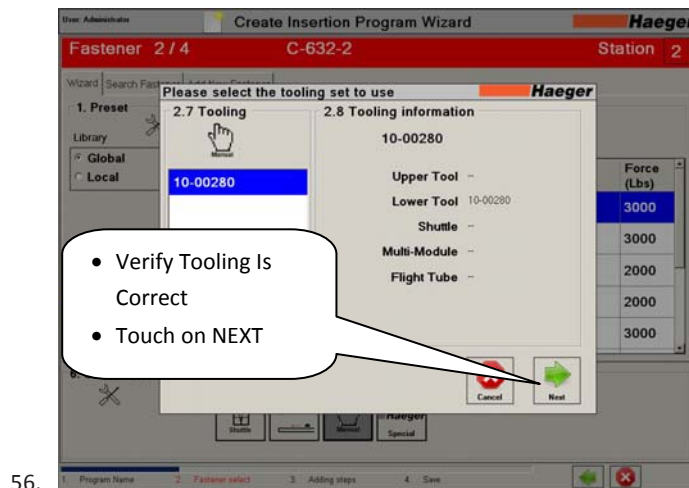 User: Administrator
Create Insertion Program Wizard
Haeger
Fastener 2 / 4
C-632-2
Station 2
Wizard Search Fastener Add New Fastener
Please select the tooling set to use
Haeger
1. Preset
2.7 Tooling
2.8 Tooling information
Library
Manual
10-00280
Global
Local
10-00280
Force
(Lbs)
Upper Tool --
Lower Tool 10-00280
3000
Shuttle --
3000
Multi-Module --
• Verify Tooling Is
Correct
Flight Tube --
2000
2000
• Touch on NEXT
3000
Cancel
Next
Shuttle
Manual
Haeger
Special
56.
1. Program Name
2. Fastener select
3. Adding steps
4. Save